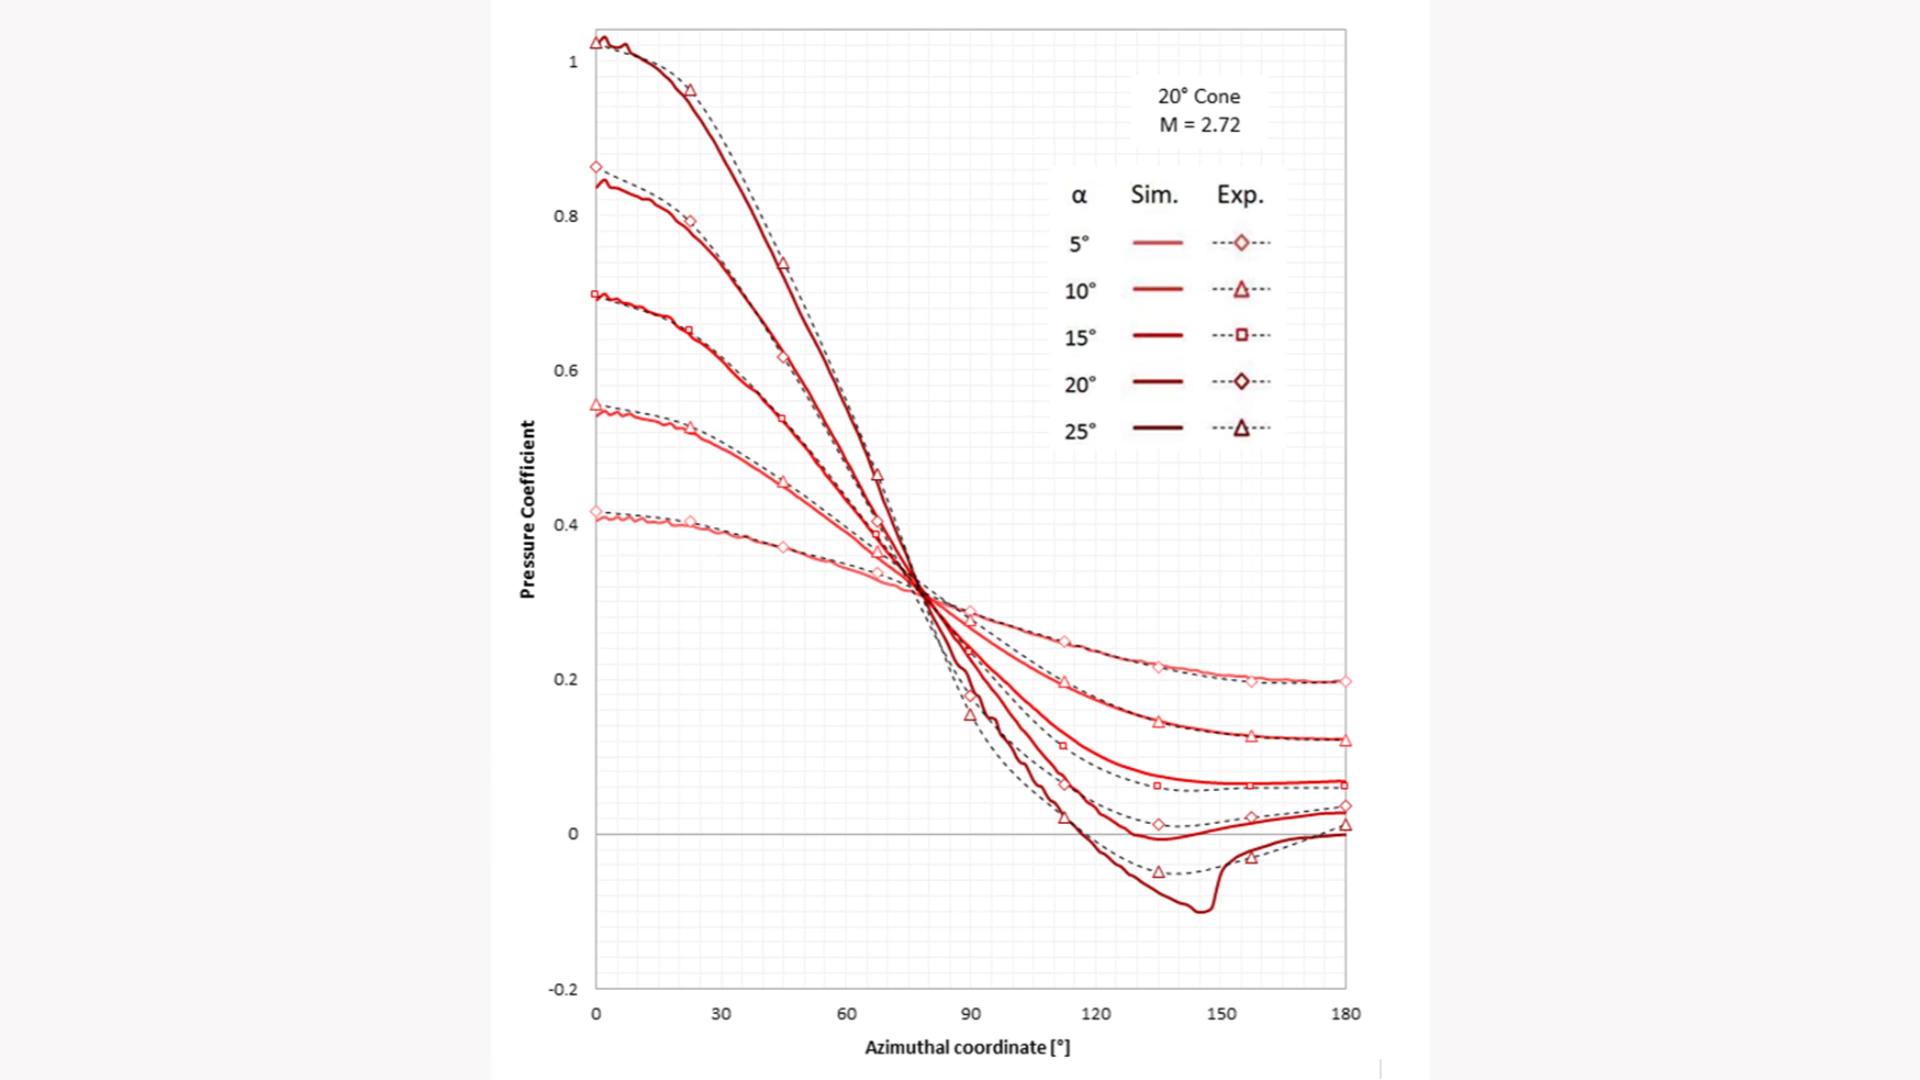 1
0.8
0.6
0.4
0.2
0
-0.2
Pressure Coefficient
20° Cone
M = 2.72
α Sim. Exp.
5°
10°
15°
20°
25°
0 30 60 90 120 150 180
Azimuthal coordinate [°]